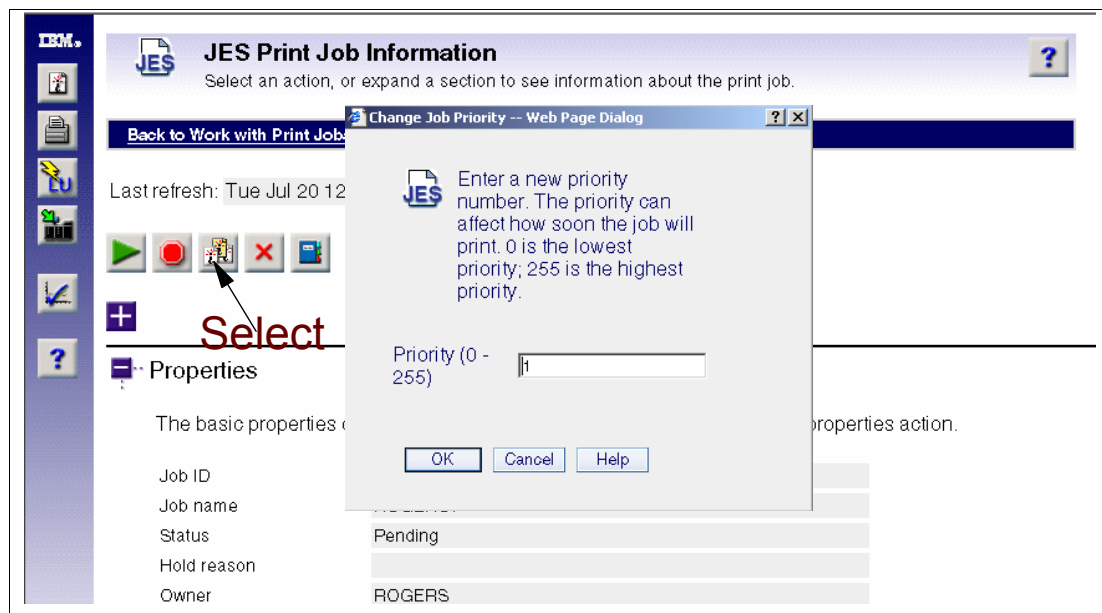 IBM
JES
JES Print Job Information
Select an action, or expand a section to see information about the print job.
?
Change Job Priority -- Web Page Dialog
? X
Back to Work with Print Jobs
Last refresh: Tue Jul 20 12
JES
Enter a new priority
number. The priority can
affect how soon the job will
print. 0 is the lowest
priority; 255 is the highest
priority.
LU
Select
Priority (0 -
255)
1
?
Properties
The basic properties
properties action.
OK Cancel Help
Job ID
Job name
Status Pending
Hold reason
Owner ROGERS